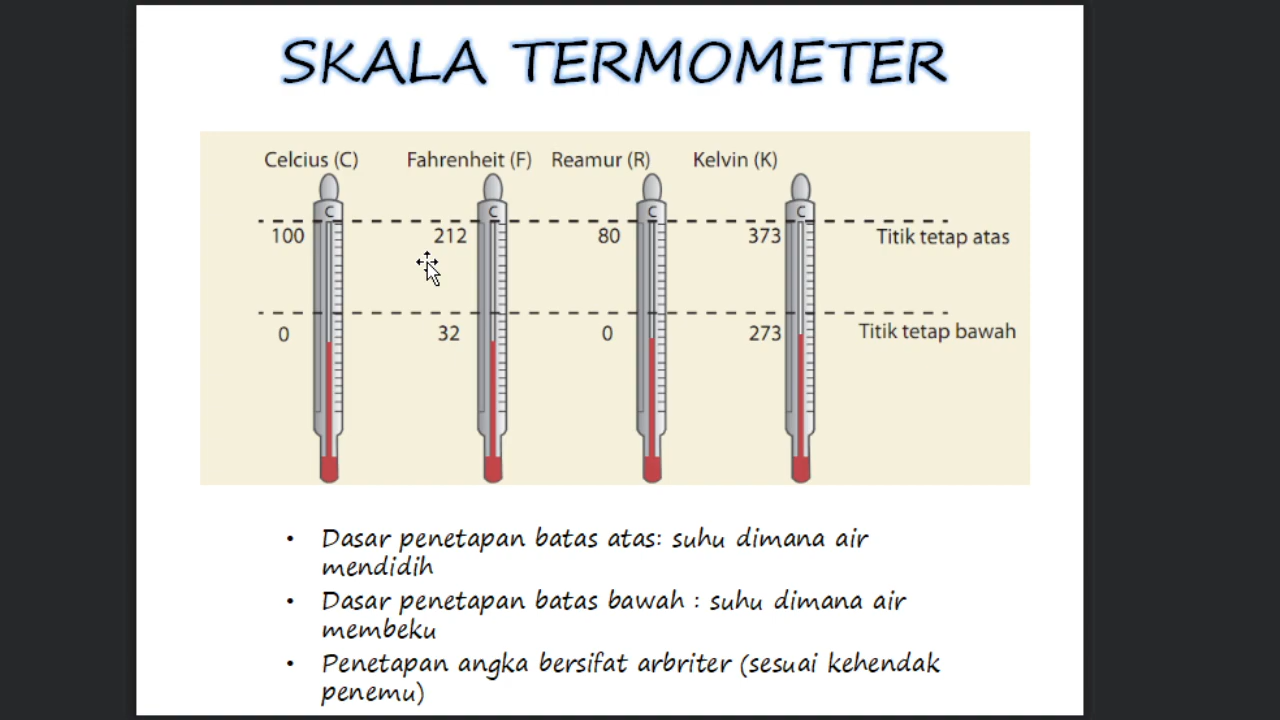 SKALA TERMOMETER
Celcius (C) Fahrenheit (F) Reamur (R) Kelvin (K)
C C C C
100 212 80 373 Titik tetap atas
0 32 0 273 Titik tetap bawah
• Dasar penetapan batas atas: suhu dimana air
mendidih
• Dasar penetapan batas bawah : suhu dimana air
membeku
• Penetapan angka bersifat arbriter (sesuai kehendak
penemu)